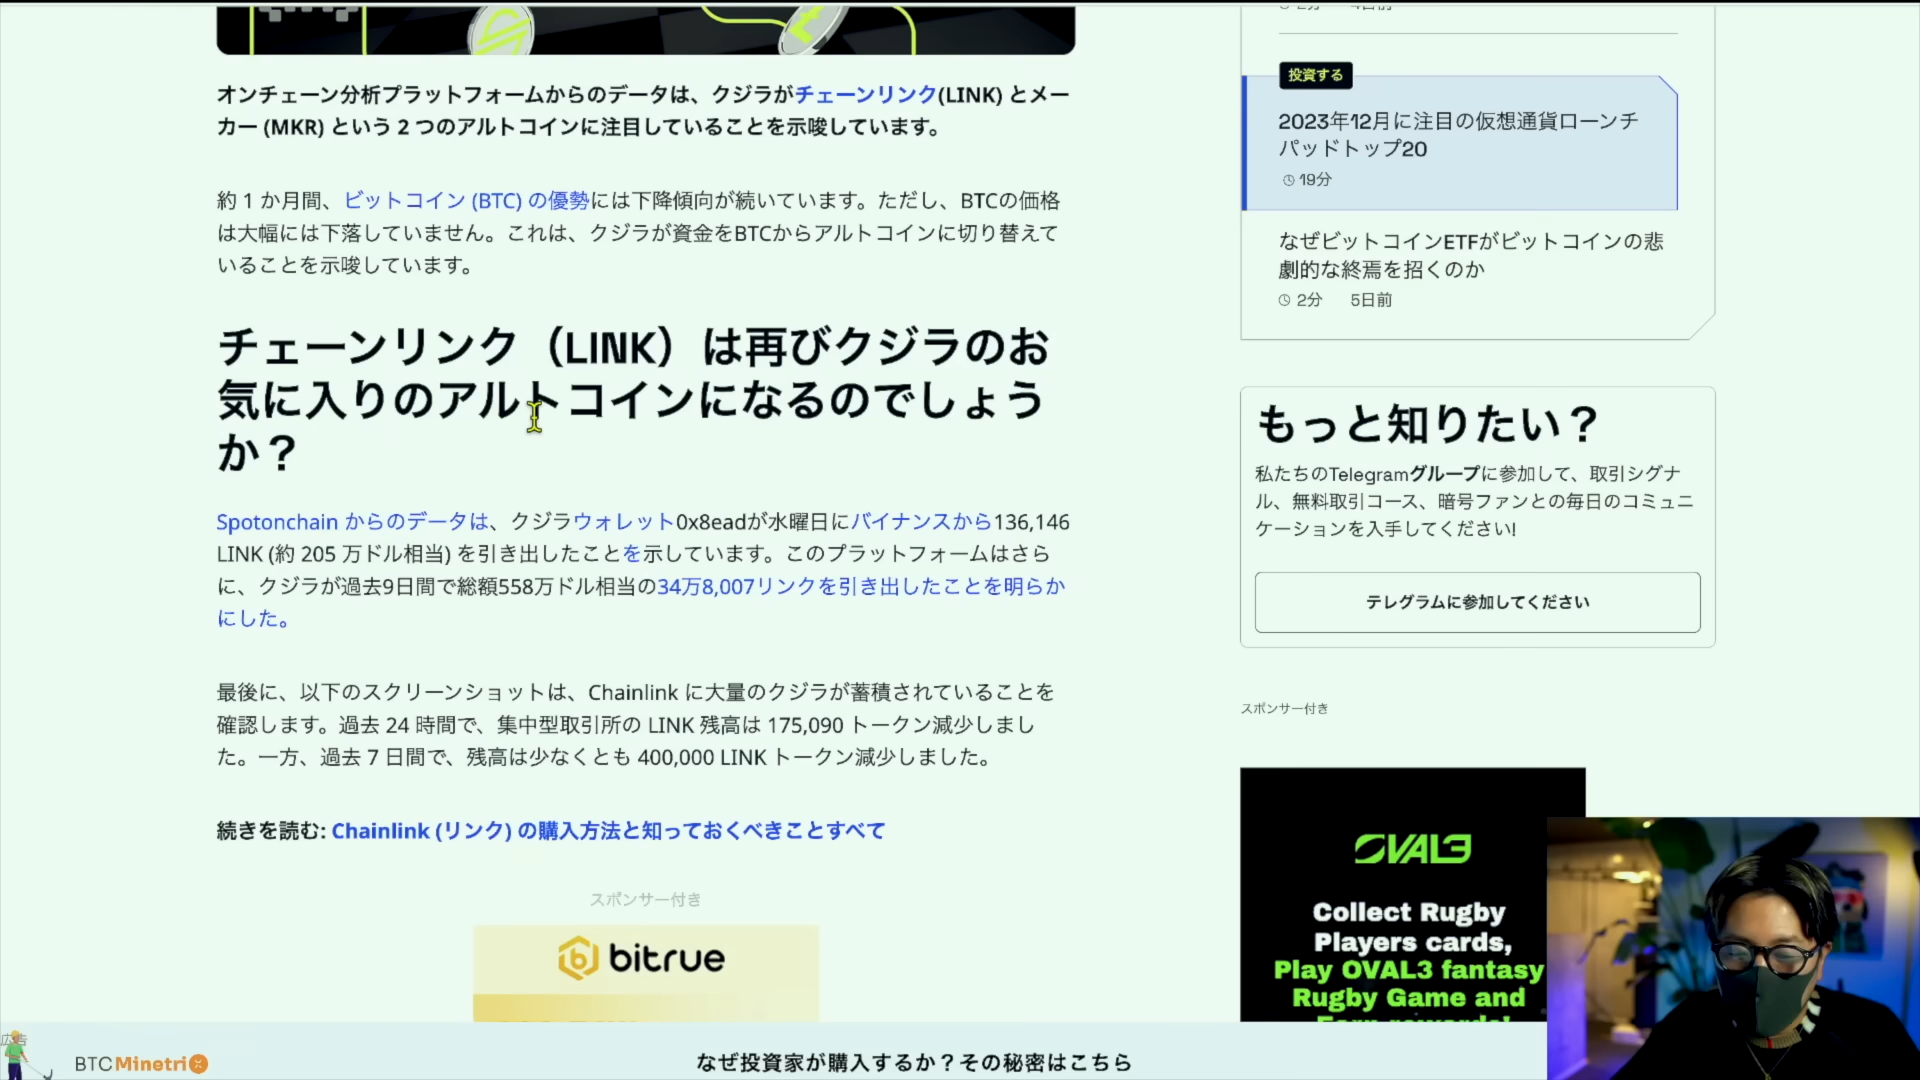 オンチェーン分析プラットフォームからのデータは、クジラがチェーンリンク(LINK) とメー
カー (MKR) という 2 つのアルトコインに注目していることを示唆しています。
約 1 か月間、ビットコイン (BTC) の優勢には下降傾向が続いています。ただし、BTCの価格
は大幅には下落していません。これは、クジラが資金をBTCからアルトコインに切り替えて
いることを示唆しています。
チェーンリンク（LINK）は再びクジラのお
気に入りのアルトコインになるのでしょう
か？
Spotonchain からのデータは、クジラウォレット0x8eadが水曜日にバイナンスから136,146
LINK (約 205 万ドル相当) を引き出したことを示しています。このプラットフォームはさら
に、クジラが過去9日間で総額558万ドル相当の34万8,007リンクを引き出したことを明らか
にした。
最後に、以下のスクリーンショットは、Chainlink に大量のクジラが蓄積されていることを
確認します。過去 24 時間で、集中型取引所の LINK 残高は 175,090 トークン減少しまし
た。一方、過去 7 日間で、残高は少なくとも 400,000 LINK トークン減少しました。
続きを読む: Chainlink (リンク) の購入方法と知っておくべきことすべて
スポンサー付き
bitrue
投資する
2023年12月に注目の仮想通貨ローンチ
パッドトップ20
19分
なぜビットコインETFがビットコインの悲
劇的な終焉を招くのか
2分 5日前
もっと知りたい？
私たちのTelegramグループに参加して、取引シグナ
ル、無料取引コース、暗号ファンとの毎日のコミュニ
ケーションを入手してください!
テレグラムに参加してください
スポンサー付き
OVAL3
Collect Rugby
Players cards,
Play OVAL3 fantasy
Rugby Game and
広告
BTCMinetrix
なぜ投資家が購入するか？その秘密はこちら